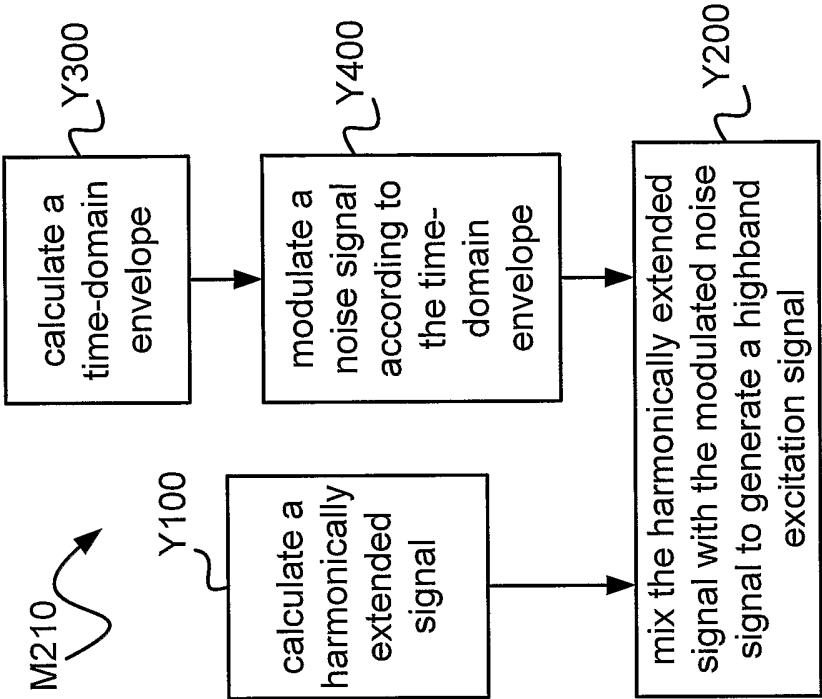 M210
Y300
calculate a
time-domain
envelope
Y400
modulate a
noise signal
according to
the time-
domain
envelope
Y100
calculate a
harmonically
extended
signal
Y200
mix the harmonically extended
signal with the modulated noise
signal to generate a highband
excitation signal